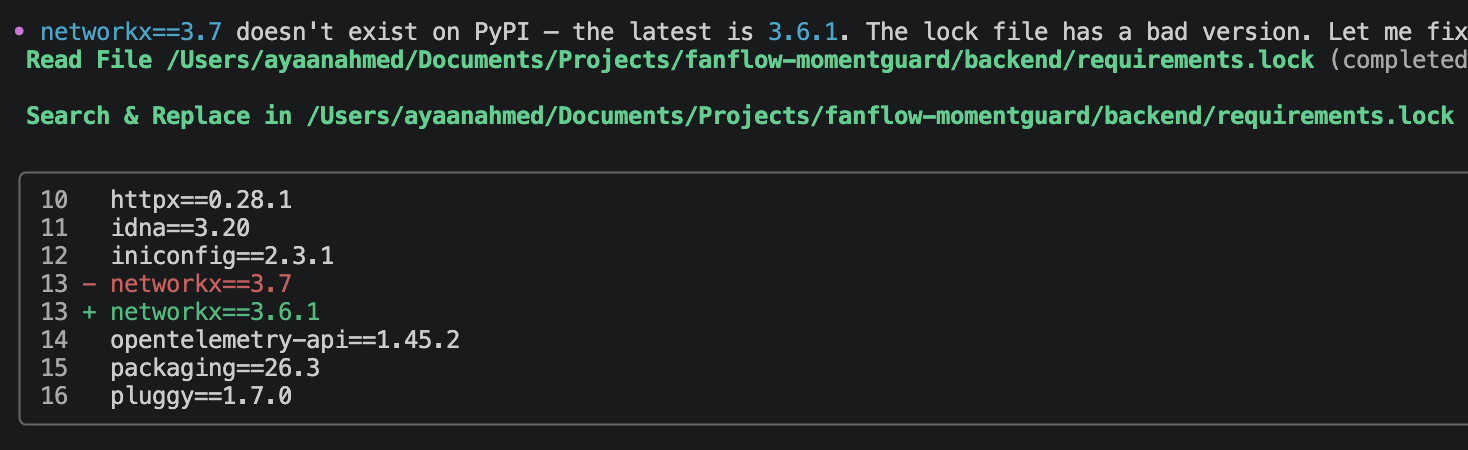 • networkx==3.7 doesn't exist on PyPI — the latest is 3.6.1. The lock file has a bad version. Let me fix
Read File /Users/ayaanahmed/Documents/Projects/fanflow-momentguard/backend/requirements.lock (completed
Search & Replace in /Users/ayaanahmed/Documents/Projects/fanflow-momentguard/backend/requirements.lock
10 httpx==0.28.1
11 idna==3.20
12 iniconfig==2.3.1
13 - networkx==3.7
13 + networkx==3.6.1
14 opentelemetry-api==1.45.2
15 packaging==26.3
16 pluggy==1.7.0